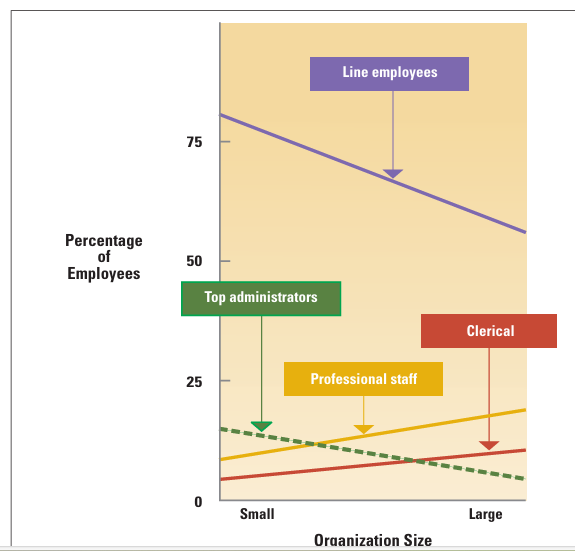 Line employees
75
Percentage
of
Employees
50
Top administrators
Clerical
Professional staff
25
0
Small
Large
Organization Size